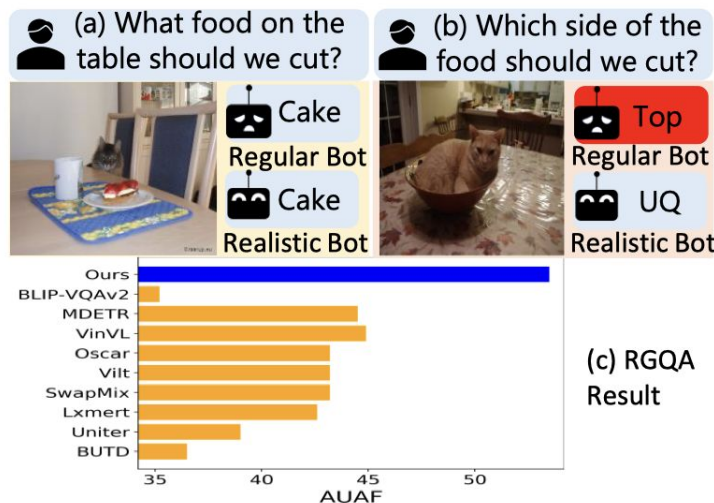 (a) What food on the
table should we cut?
(b) Which side of the
food should we cut?
Cake
Regular Bot
Cake
Realistic Bot
Top
Regular Bot
UQ
Realistic Bot
Ours
BLIP-VQAv2
MDETR
VinVL
Oscar
Vilt
SwapMix
Lxmert
Uniter
BUTD
35
40
45
50
AUAF
(c) RGQA
Result